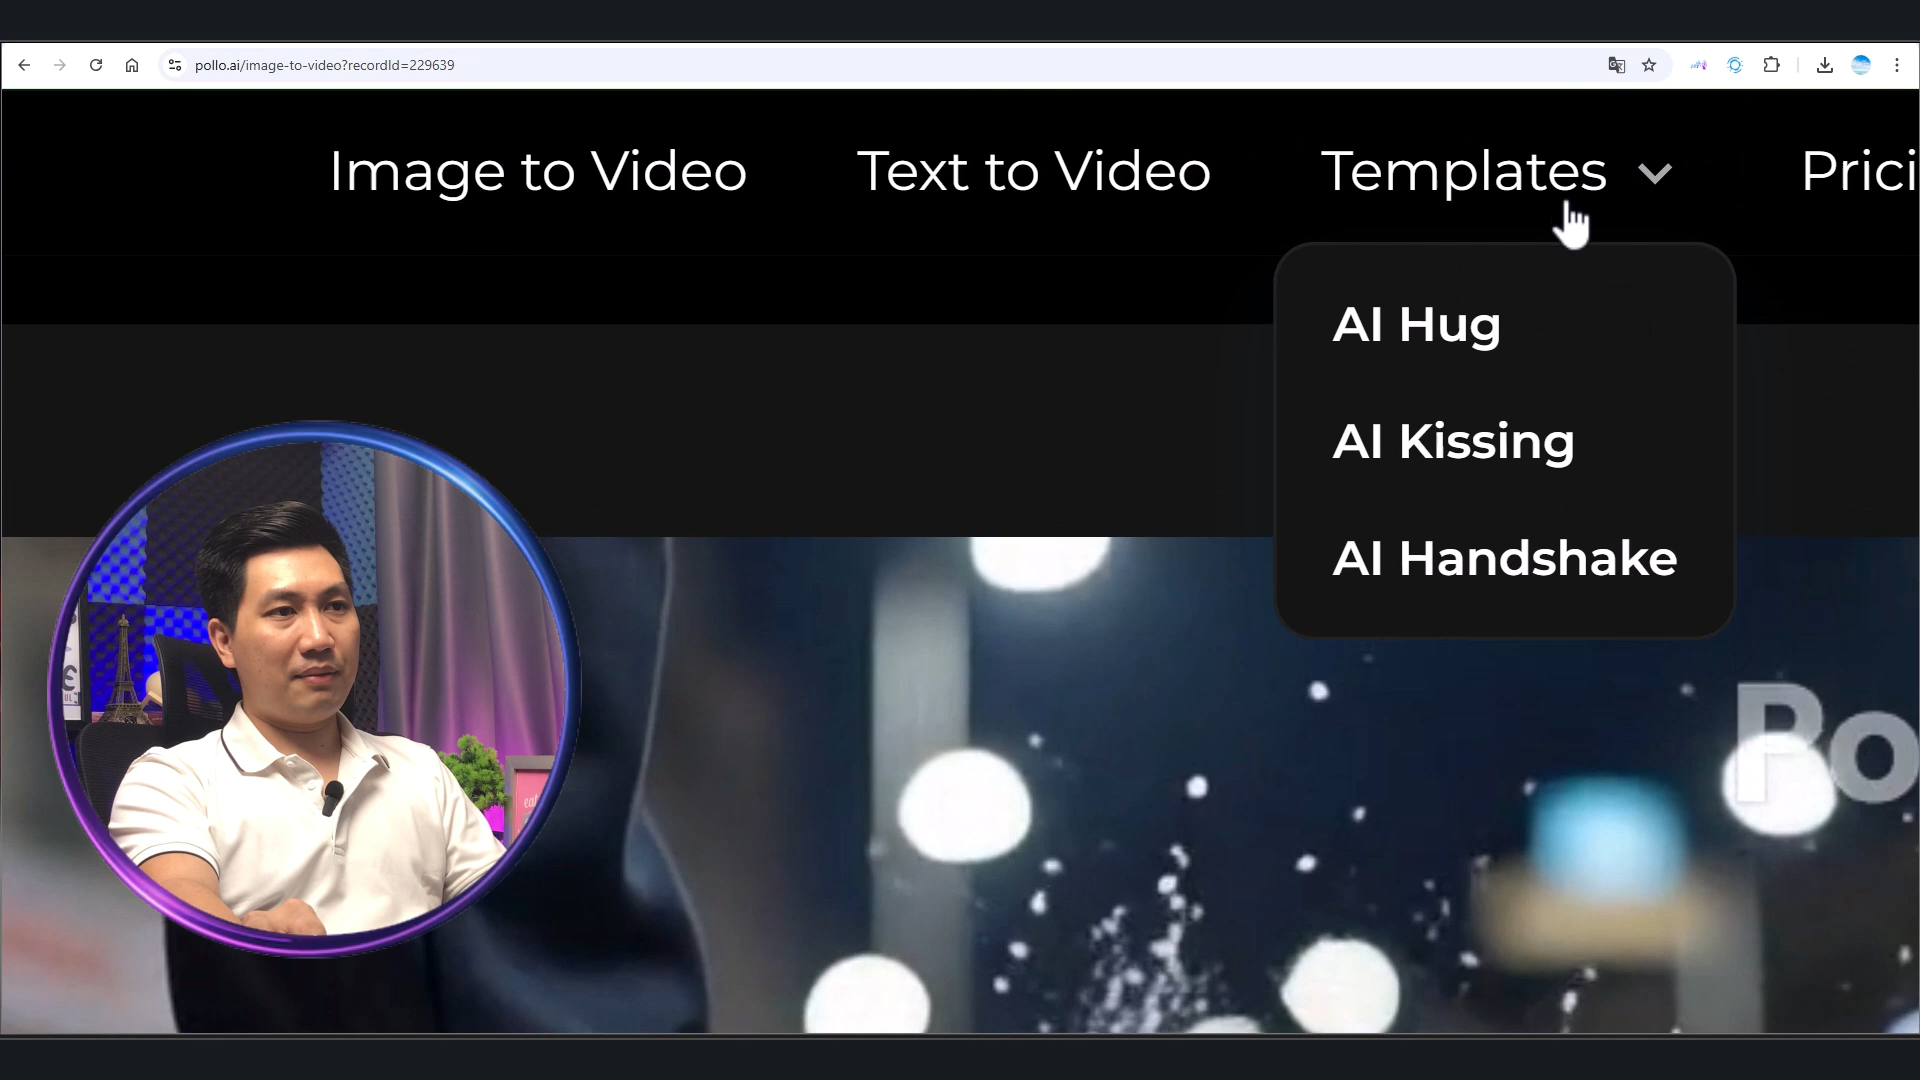 pollo.ai/image-to-video?recordId=229639
Image to Video
Text to Video
Templates
Prici
AI Hug
AI Kissing
AI Handshake
Po
eat